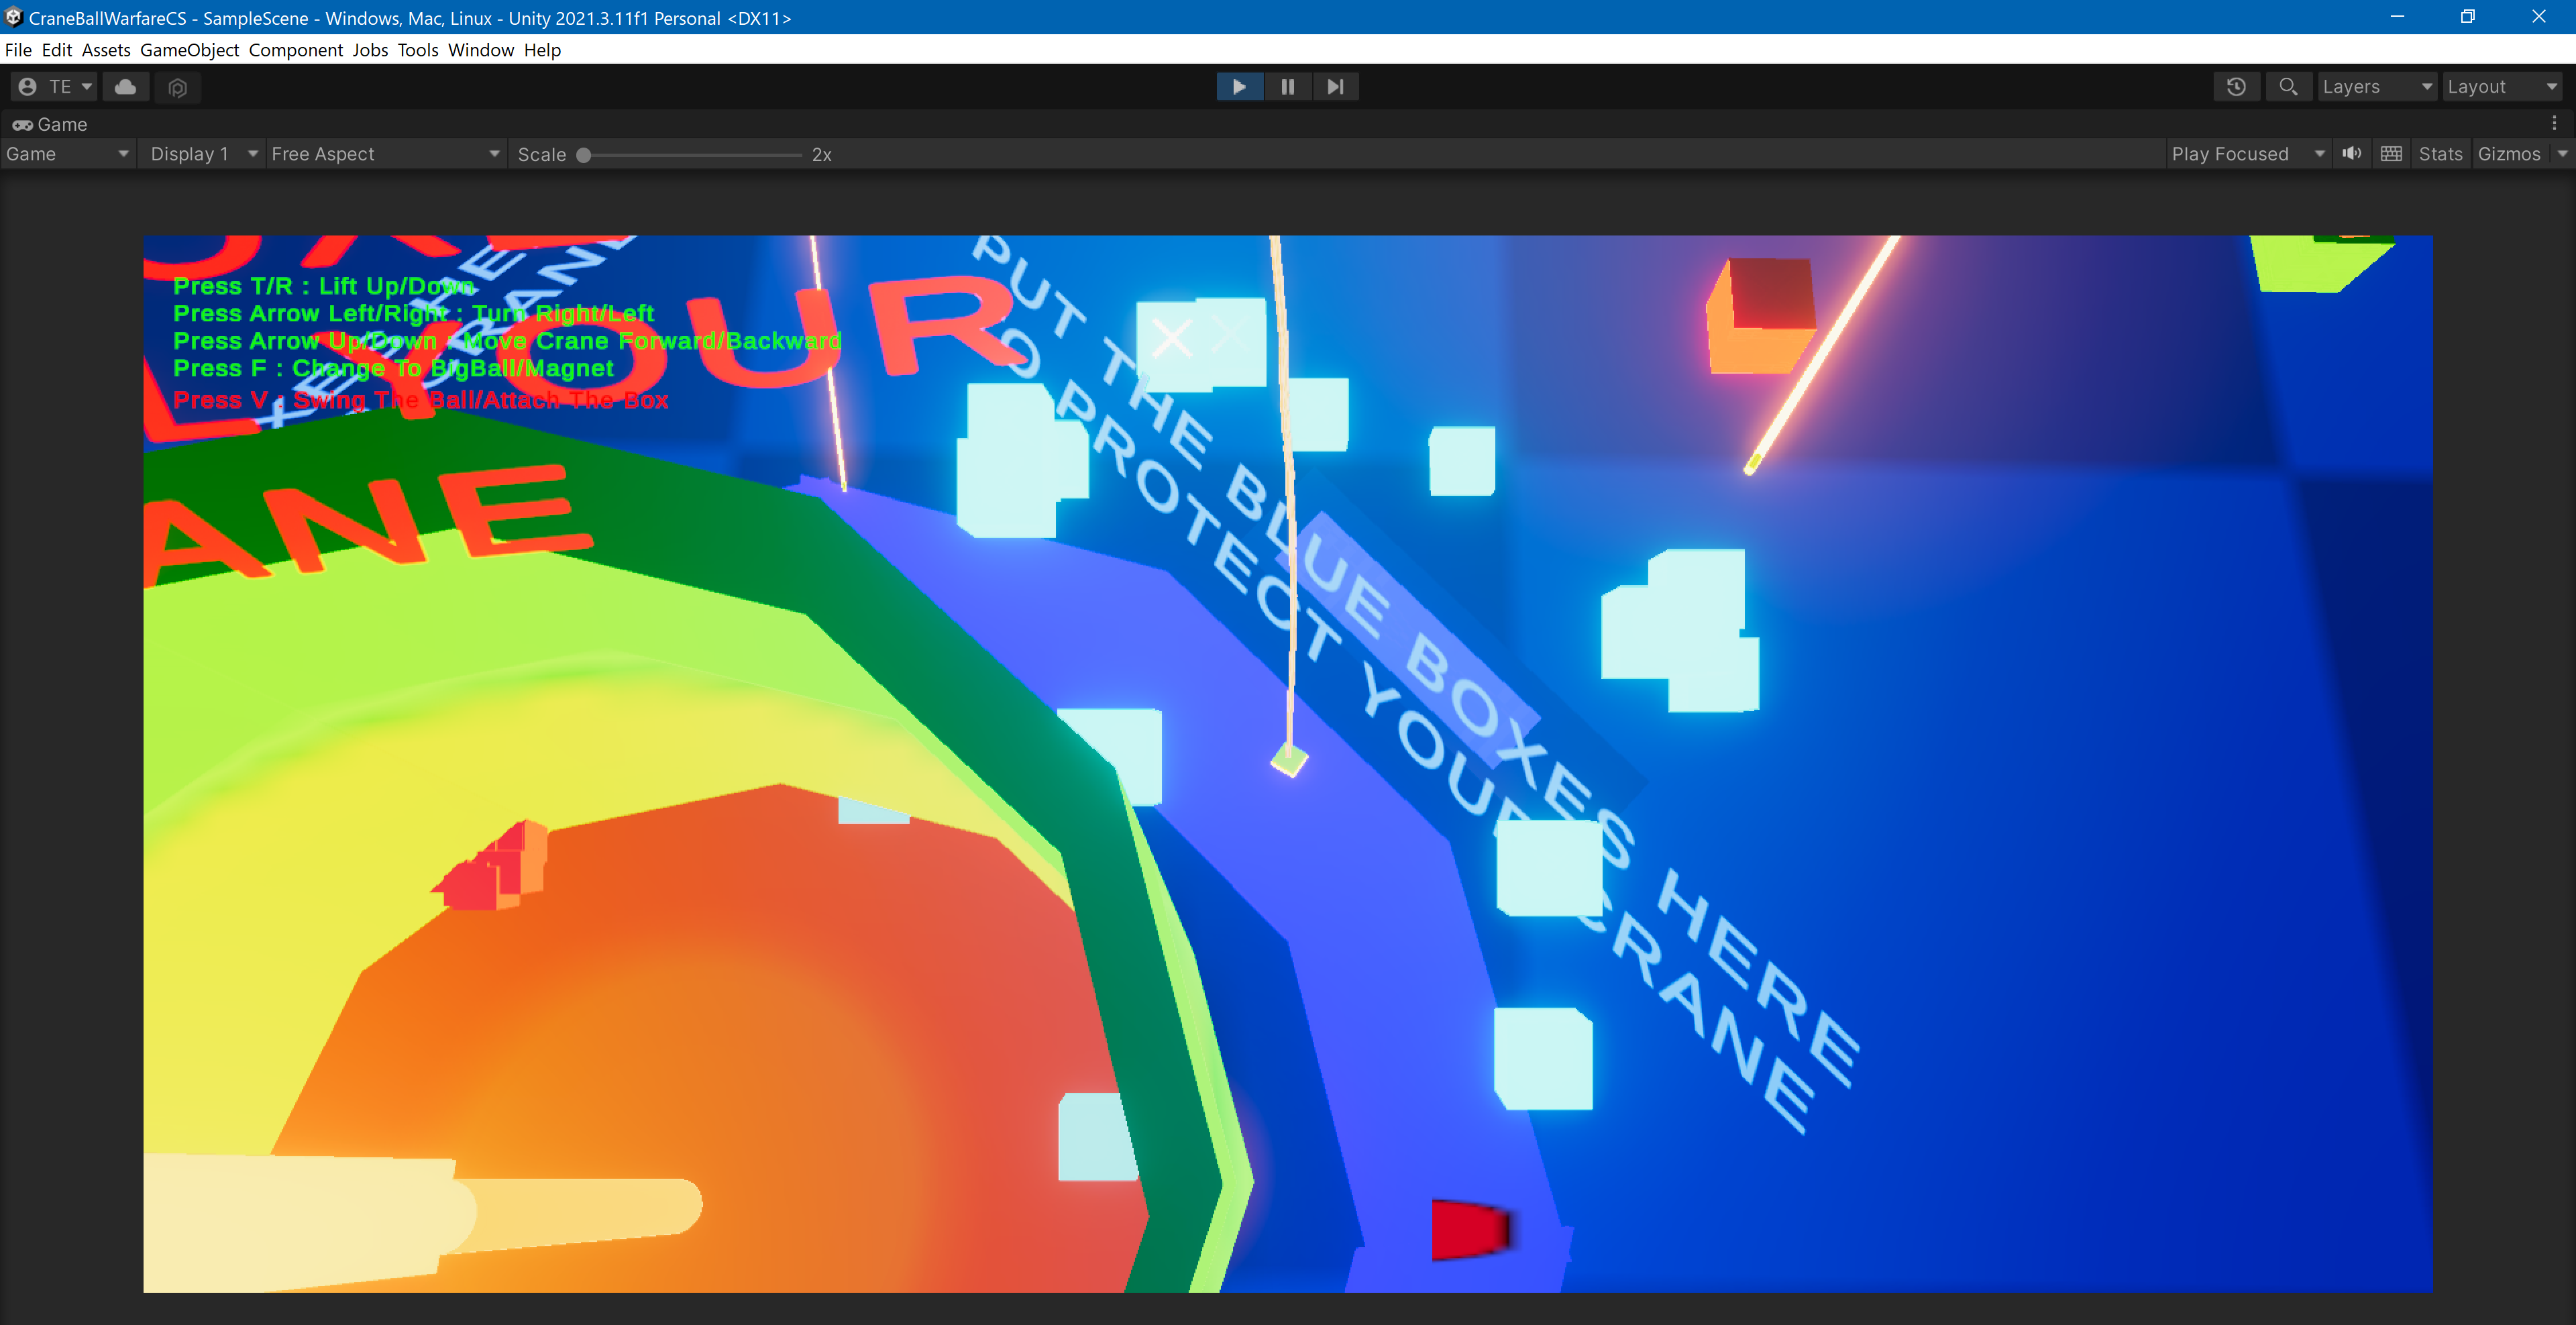 CraneBallWarfareCS - SampleScene - Windows, Mac, Linux - Unity 2021.3.11f1 Personal <DX11>
File Edit Assets GameObject Component Jobs Tools Window Help
TE
Layers Layout
Game
Game Display 1 Free Aspect Scale 2x Play Focused Stats Gizmos
Press T/R : Lift Up/Down
Press Arrow Left/Right : Turn Right/Left
Press Arrow Up/Down : Move Crane Forward/Backward
Press F : Change To BigBall/Magnet
Press V : Swing The Ball/Attach The Box
YOUR
ANE
PUT THE BLUE BOXES HERE
TO PROTECT YOUR CRANE